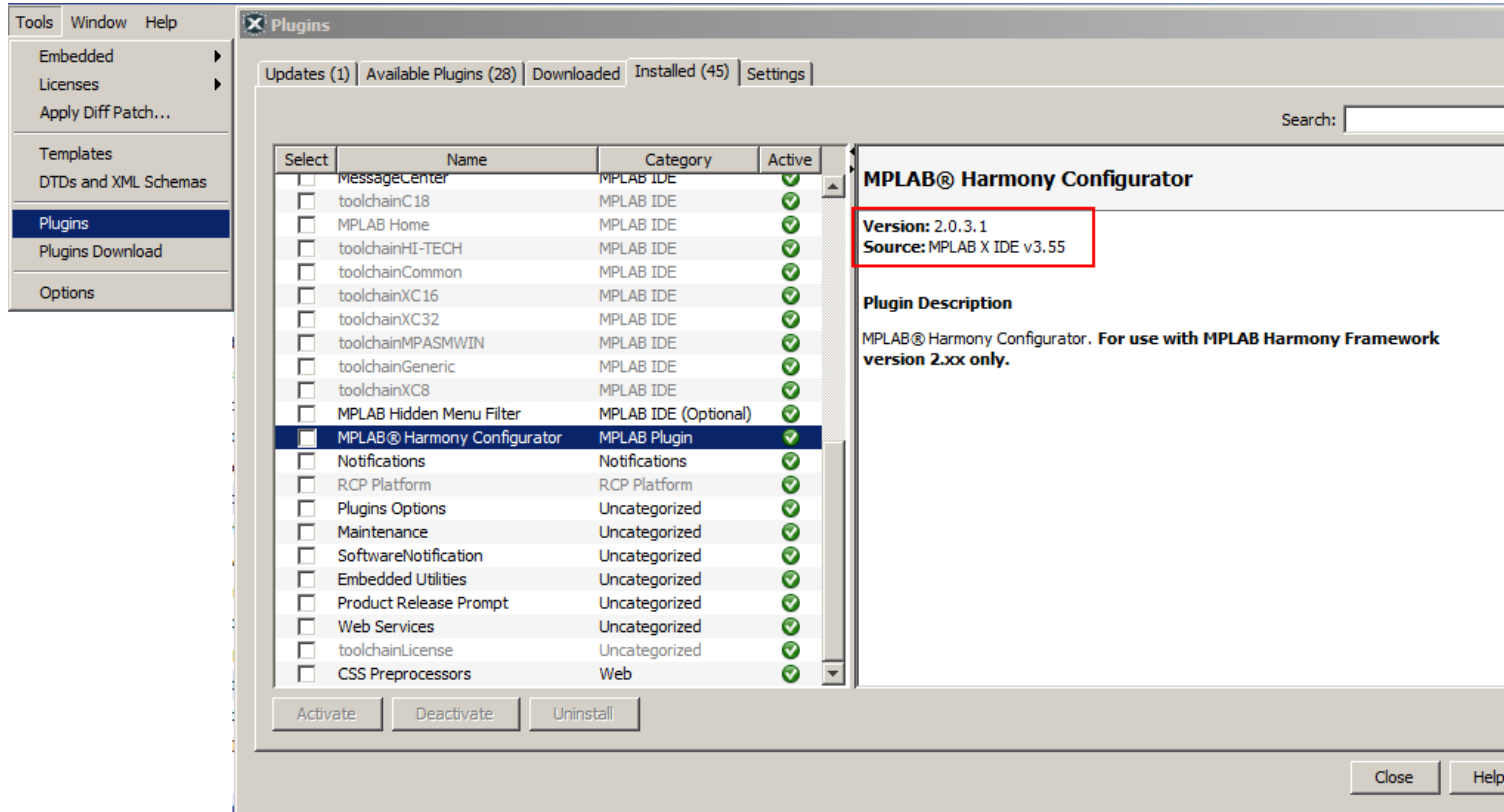 Tools Window Help
Embedded
Licenses
Apply Diff Patch...
Templates
DTDs and XML Schemas
Plugins
Plugins Download
Options
Plugins
Updates (1) Available Plugins (28) Downloaded Installed (45) Settings
Search:
Select Name Category Active
MessageCenter MPLAB IDE
toolchainC18 MPLAB IDE
MPLAB Home MPLAB IDE
toolchainHI-TECH MPLAB IDE
toolchainCommon MPLAB IDE
toolchainXC16 MPLAB IDE
toolchainXC32 MPLAB IDE
toolchainMPASMWIN MPLAB IDE
toolchainGeneric MPLAB IDE
toolchainXC8 MPLAB IDE
MPLAB Hidden Menu Filter MPLAB IDE (Optional)
MPLAB® Harmony Configurator MPLAB Plugin
Notifications Notifications
RCP Platform RCP Platform
Plugins Options Uncategorized
Maintenance Uncategorized
SoftwareNotification Uncategorized
Embedded Utilities Uncategorized
Product Release Prompt Uncategorized
Web Services Uncategorized
toolchainLicense Uncategorized
CSS Preprocessors Web
MPLAB® Harmony Configurator
Version: 2.0.3.1
Source: MPLAB X IDE v3.55
Plugin Description
MPLAB® Harmony Configurator. For use with MPLAB Harmony Framework
version 2.xx only.
Activate Deactivate Uninstall
Close Help